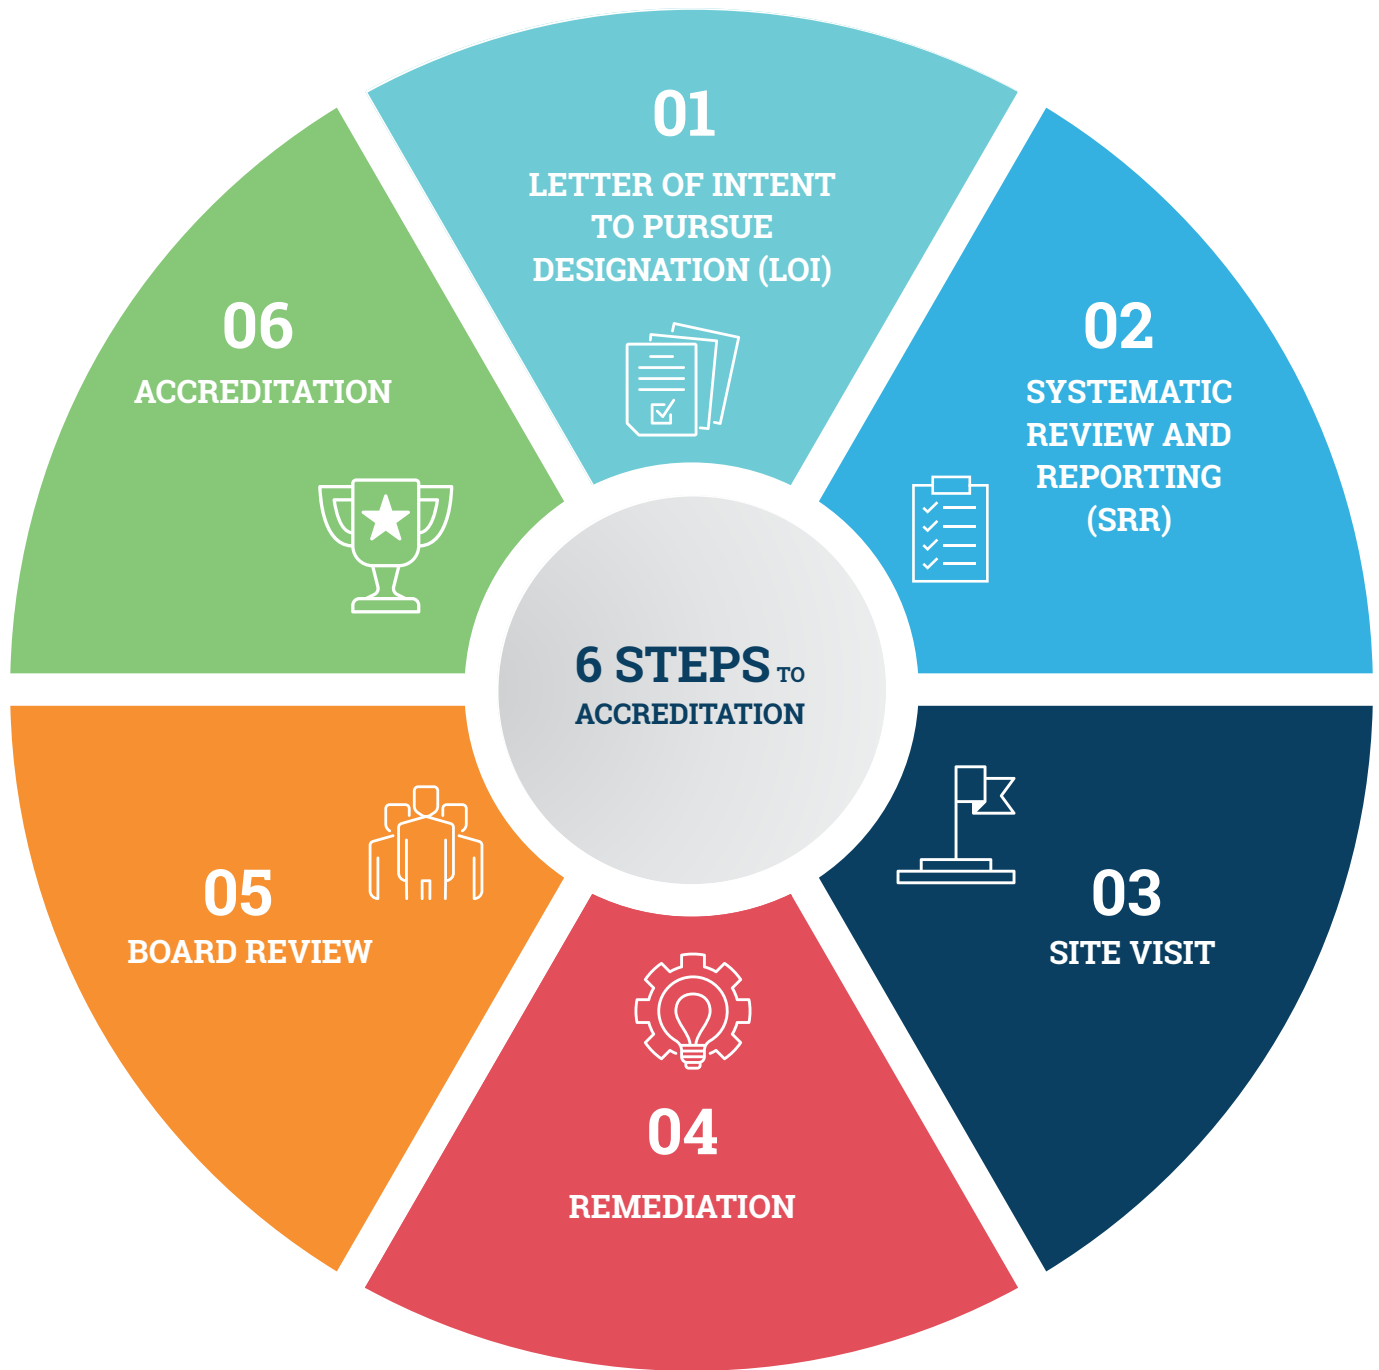 01
LETTER OF INTENT
TO PURSUE
DESIGNATION (LOI)
02
SYSTEMATIC
REVIEW AND
REPORTING
(SRR)
03
SITE VISIT
04
REMEDIATION
05
BOARD REVIEW
06
ACCREDITATION
6 STEPS TO
ACCREDITATION